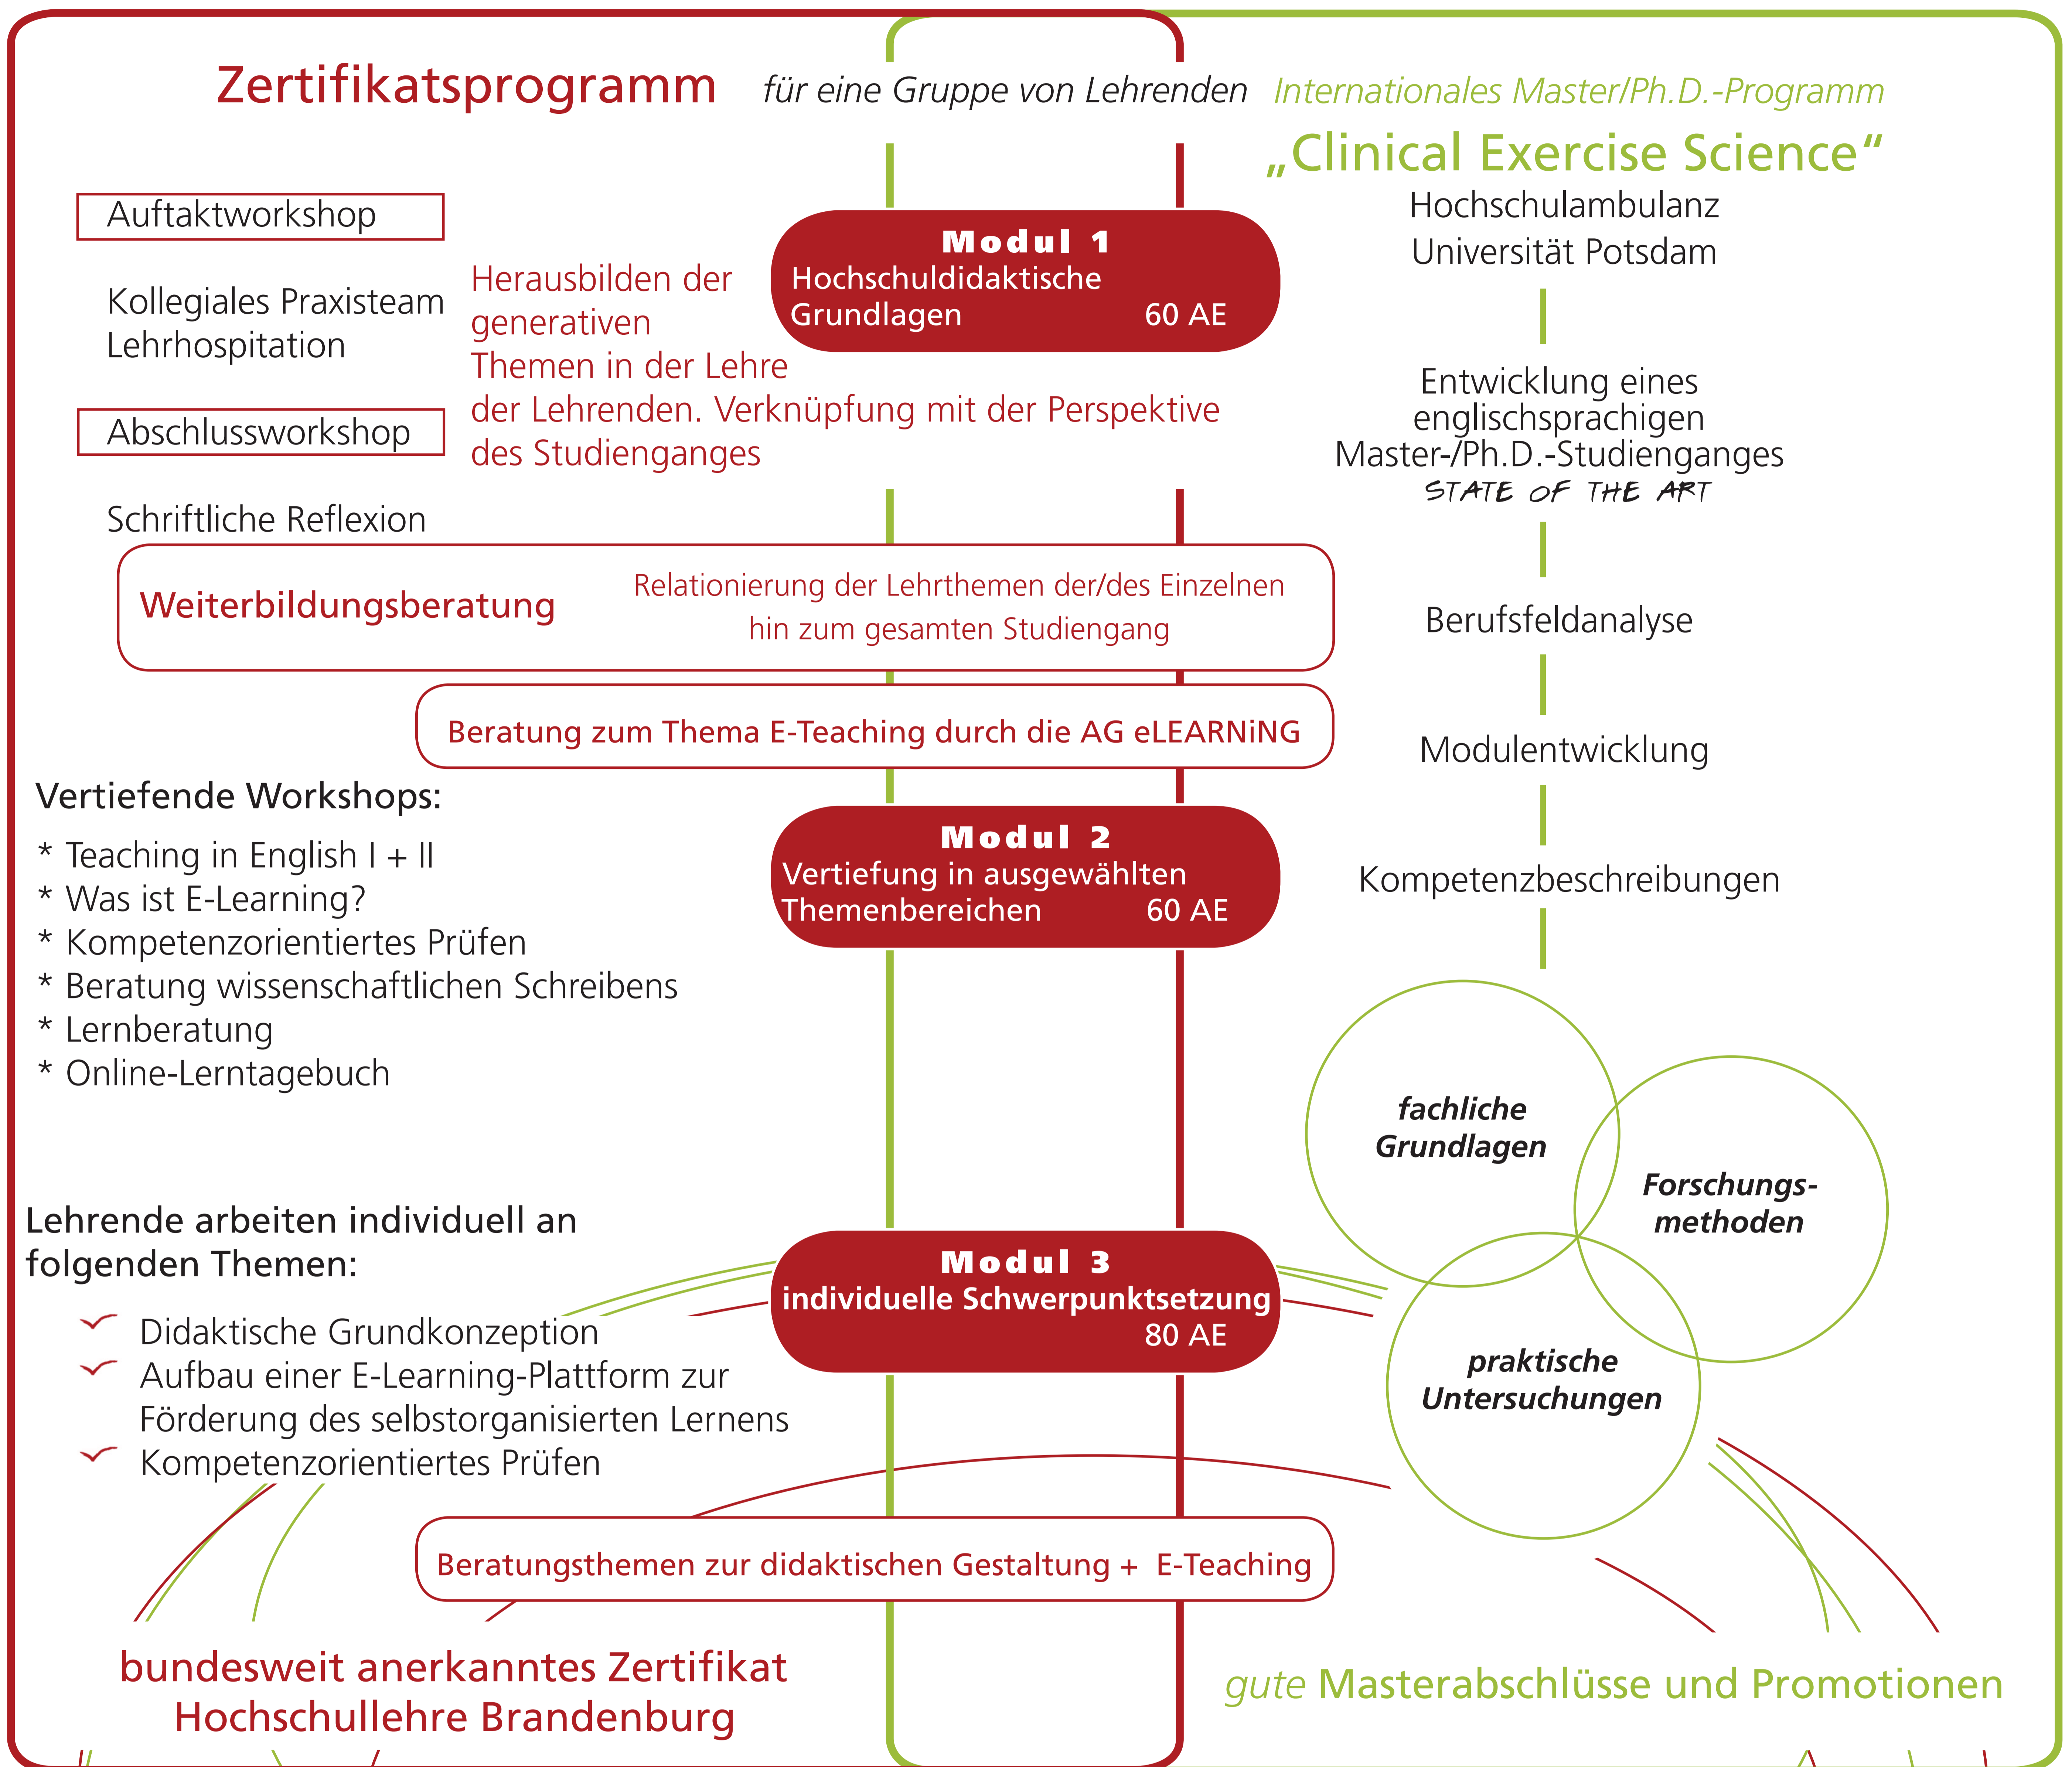 Zertifikatsprogramm
für eine Gruppe von Lehrenden
Internationales Master/Ph.D.-Programm
„Clinical Exercise Science“
Auftaktworkshop
Kollegiales Praxisteam
Lehrhospitation
Abschlussworkshop
Schriftliche Reflexion
Herausbilden der
generativen
Themen in der Lehre
der Lehrenden. Verknüpfung mit der Perspektive
des Studienganges
Modul 1
Hochschuldidaktische
Grundlagen 60 AE
Hochschulambulanz
Universität Potsdam
Entwicklung eines
englischsprachigen
Master-/Ph.D.-Studienganges
STATE OF THE ART
Weiterbildungsberatung
Relationierung der Lehrthemen der/des Einzelnen
hin zum gesamten Studiengang
Berufsfeldanalyse
Beratung zum Thema E-Teaching durch die AG eLEARNiNG
Modulentwicklung
Vertiefende Workshops:
* Teaching in English I + II
* Was ist E-Learning?
* Kompetenzorientiertes Prüfen
* Beratung wissenschaftlichen Schreibens
* Lernberatung
* Online-Lerntagebuch
Modul 2
Vertiefung in ausgewählten
Themenbereichen 60 AE
Kompetenzbeschreibungen
fachliche
Grundlagen
Forschungs-
methoden
praktische
Untersuchungen
Lehrende arbeiten individuell an
folgenden Themen:
Didaktische Grundkonzeption
Aufbau einer E-Learning-Plattform zur
Förderung des selbstorganisierten Lernens
Kompetenzorientiertes Prüfen
Modul 3
individuelle Schwerpunktsetzung
80 AE
Beratungsthemen zur didaktischen Gestaltung + E-Teaching
bundesweit anerkanntes Zertifikat
Hochschullehre Brandenburg
gute Masterabschlüsse und Promotionen